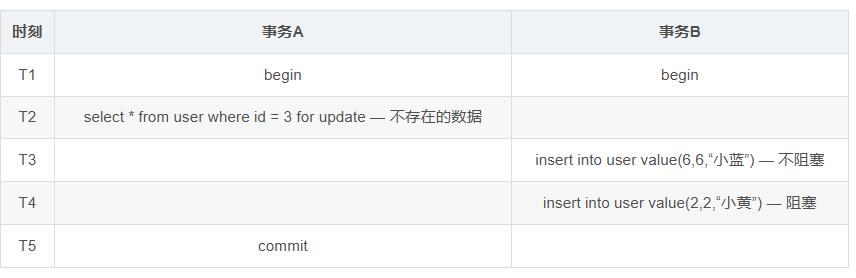 时刻 事务A 事务B
T1 begin begin
T2 select * from user where id = 3 for update — 不存在的数据
T3 insert into user value(6,6,“小蓝”) — 不阻塞
T4 insert into user value(2,2,“小黄”) — 阻塞
T5 commit